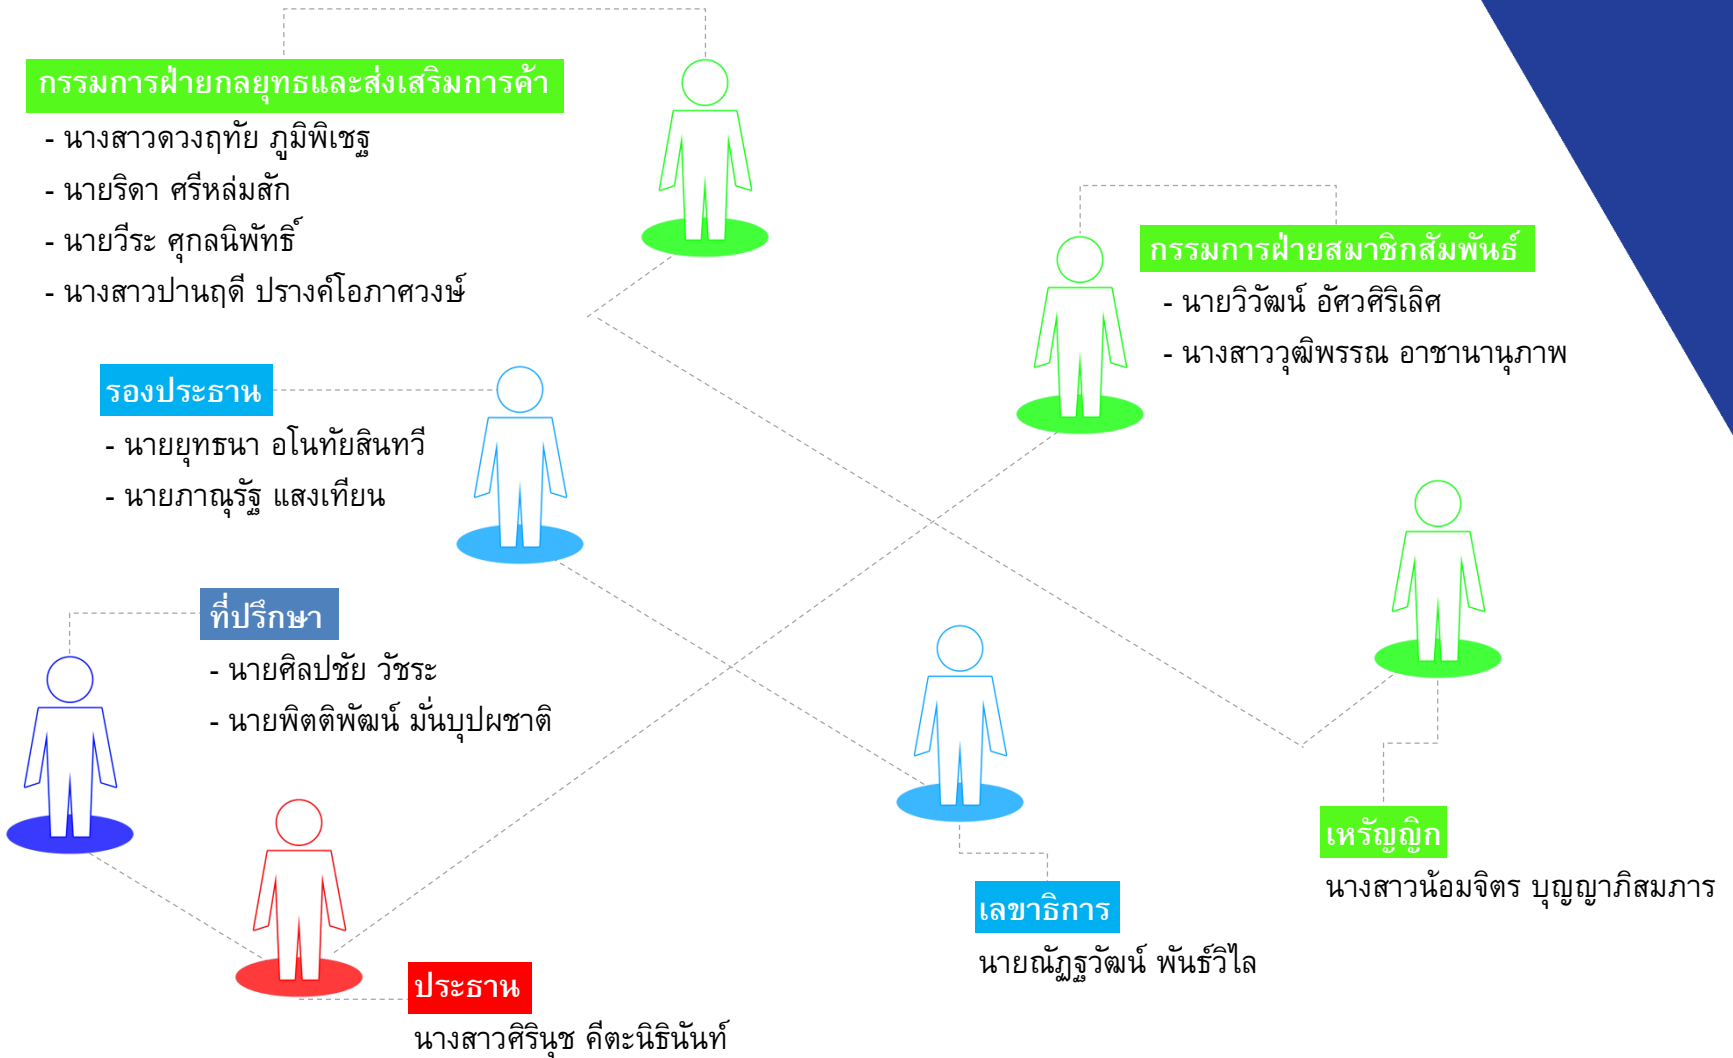 กรรมการฝ่ายกลยุทธและส่งเสริมการค้า
- นางสาวดวงฤทัย ภูมิพิเชฐ
- นายริดา ศรีหล่มสัก
- นายวีระ ศุกลนิพัทธิ์
- นางสาวปานฤดี ปรางค์โอภาศวงษ์
กรรมการฝ่ายสมาชิกสัมพันธ์
- นายวิวัฒน์ อัศวศิริเลิศ
- นางสาววุฒิพรรณ อาชานานุภาพ
รองประธาน
- นายยุทธนา อโนทัยสินทวี
- นายภาณุรัฐ แสงเทียน
ที่ปรึกษา
- นายศิลปชัย วัชระ
- นายพิตติพัฒน์ มั่นบุปผชาติ
เหรัญญิก
นางสาวน้อมจิตร บุญญาภิสมภาร
เลขาธิการ
นายณัฏฐวัฒน์ พันธ์วิไล
ประธาน
นางสาวศิรินุช คีตะนิธินันท์